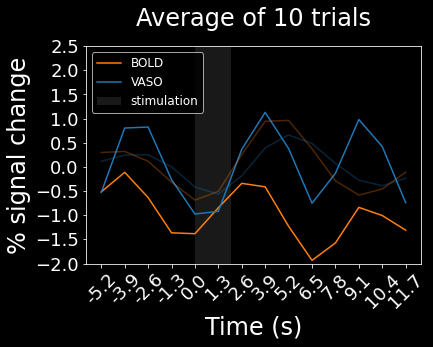 Average of 10 trials
% signal change
2.5
2.0
1.5
1.0
0.5
0.0
-0.5
-1.0
-1.5
-2.0
BOLD
VASO
stimulation
-5.2 -3.9 -2.6 -1.3 0.0 1.3 2.6 3.9 5.2 6.5 7.8 9.1 10.4 11.7
Time (s)